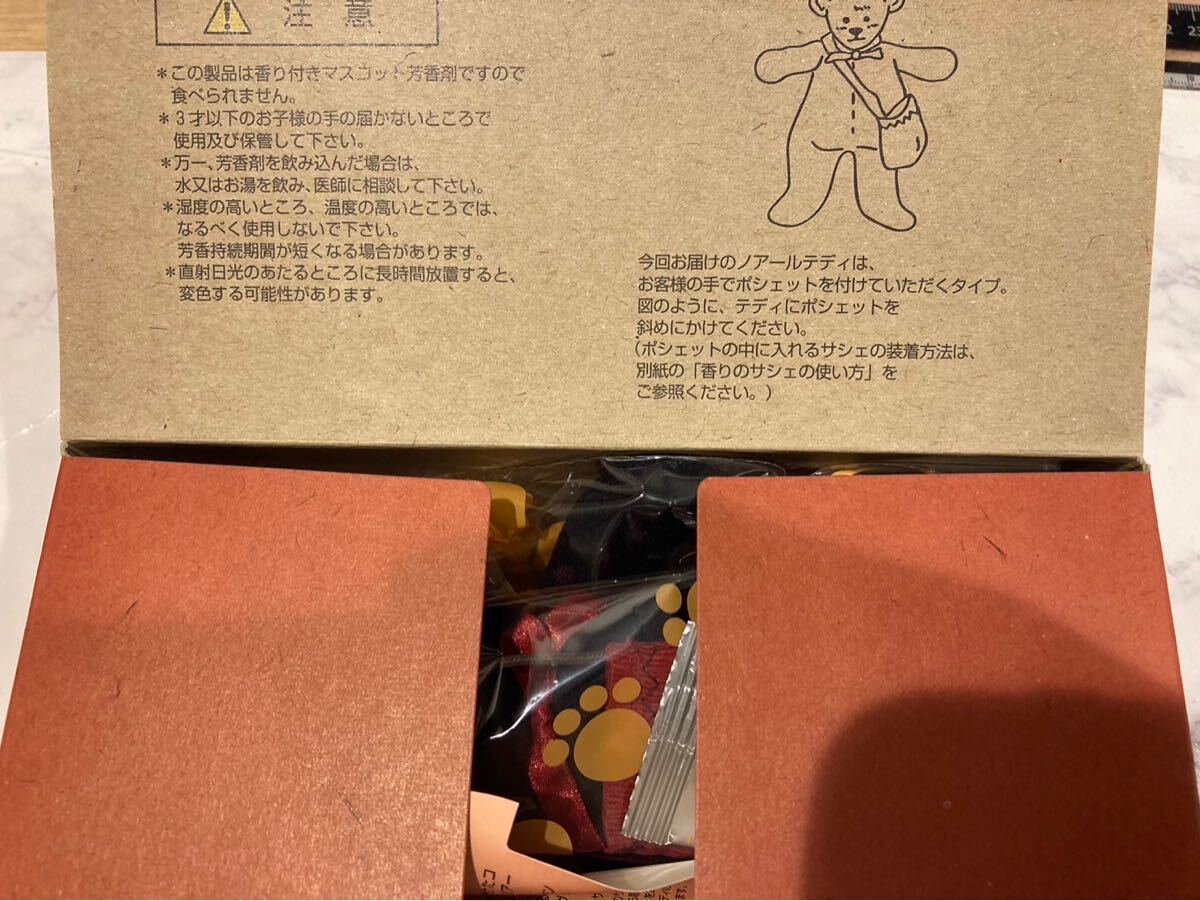 注 意
＊この製品は香り付きマスコット芳香剤ですので
食べられません。
＊３才以下のお子様の手の届かないところで
使用及び保管して下さい。
＊万一、芳香剤を飲み込んだ場合は、
水又はお湯を飲み、医師に相談して下さい。
＊湿度の高いところ、温度の高いところでは、
なるべく使用しないで下さい。
芳香持続期間が短くなる場合があります。
＊直射日光のあたるところに長時間放置すると、
変色する可能性があります。
今回お届けのノアールテディは、
お客様の手でポシェットを付けていただくタイプ。
図のように、テディにポシェットを
斜めにかけてください。
（ポシェットの中に入れるサシェの装着方法は、
別紙の「香りのサシェの使い方」を
ご参照ください。）
23